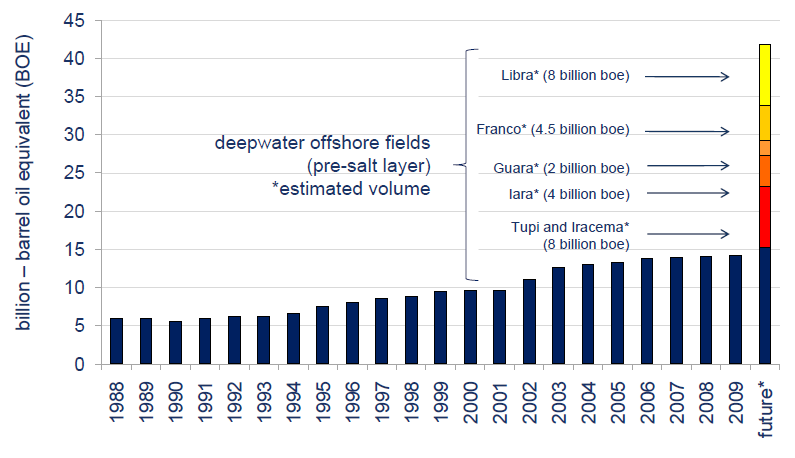 billion – barrel oil equivalent (BOE)
45
40
35
30
25
20
15
10
5
0
deepwater offshore fields
(pre-salt layer)
*estimated volume
Libra* (8 billion boe)
Franco* (4.5 billion boe)
Guara* (2 billion boe)
Iara* (4 billion boe)
Tupi and Iracema*
(8 billion boe)
1988
1989
1990
1991
1992
1993
1994
1995
1996
1997
1998
1999
2000
2001
2002
2003
2004
2005
2006
2007
2008
2009
future*